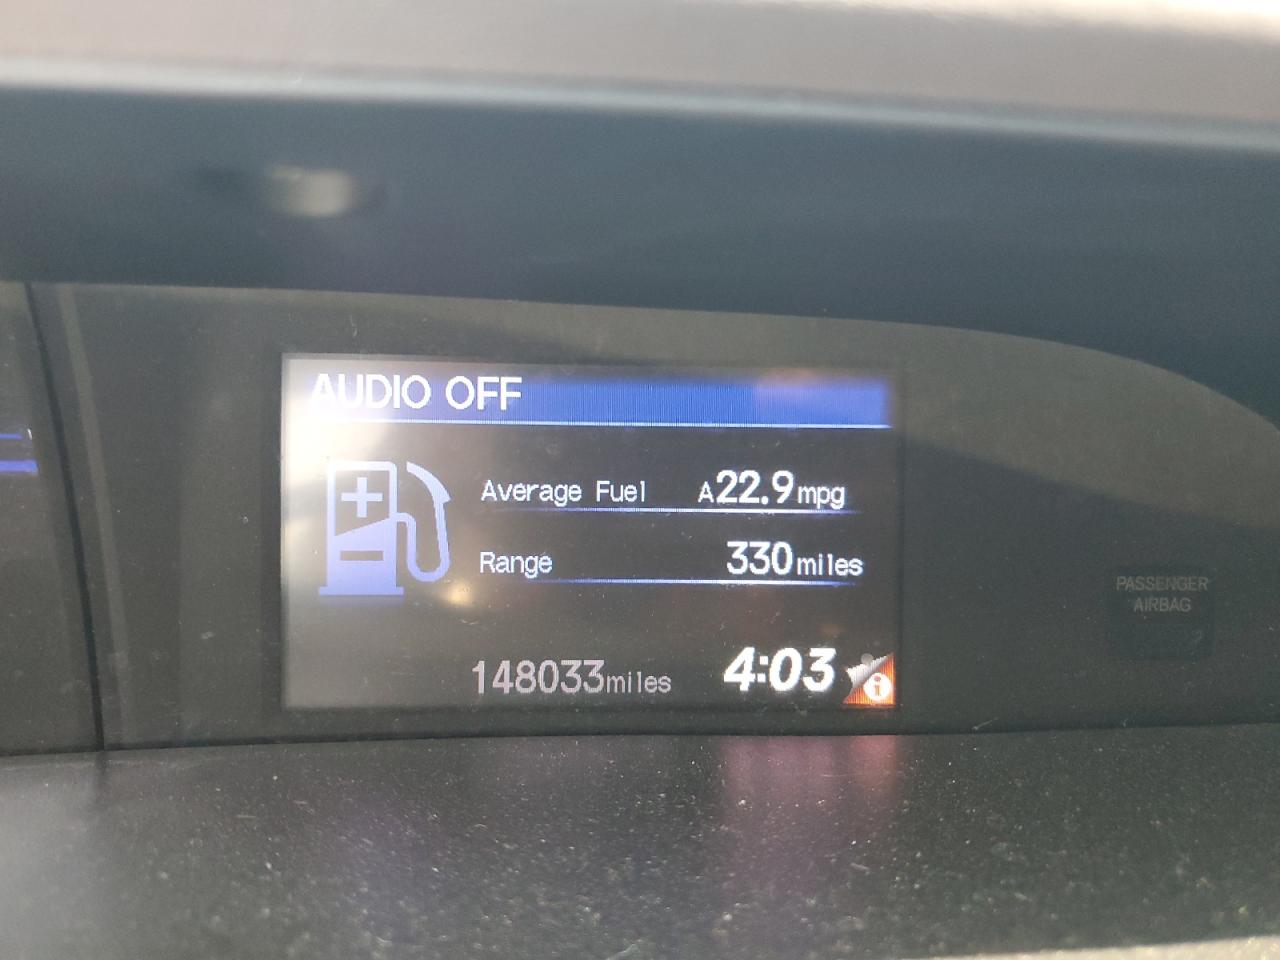 AUDIO OFF
Average Fuel A22.9mpg
Range 330miles
148033miles 4:03 i
PASSENGER
AIRBAG